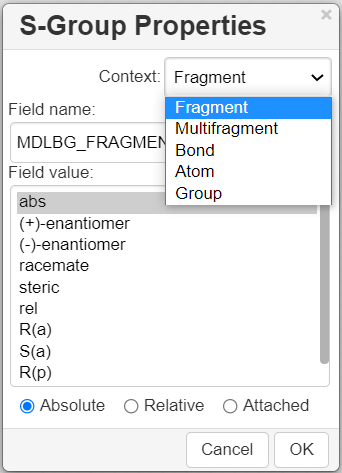 S-Group Properties
×
Context: Fragment
Fragment
Multifragment
Bond
Atom
Group
Field name:
MDLBG_FRAGMEN
Field value:
abs
(+)-enantiomer
(-)-enantiomer
racemate
steric
rel
R(a)
S(a)
R(p)
Absolute Relative Attached
Cancel OK